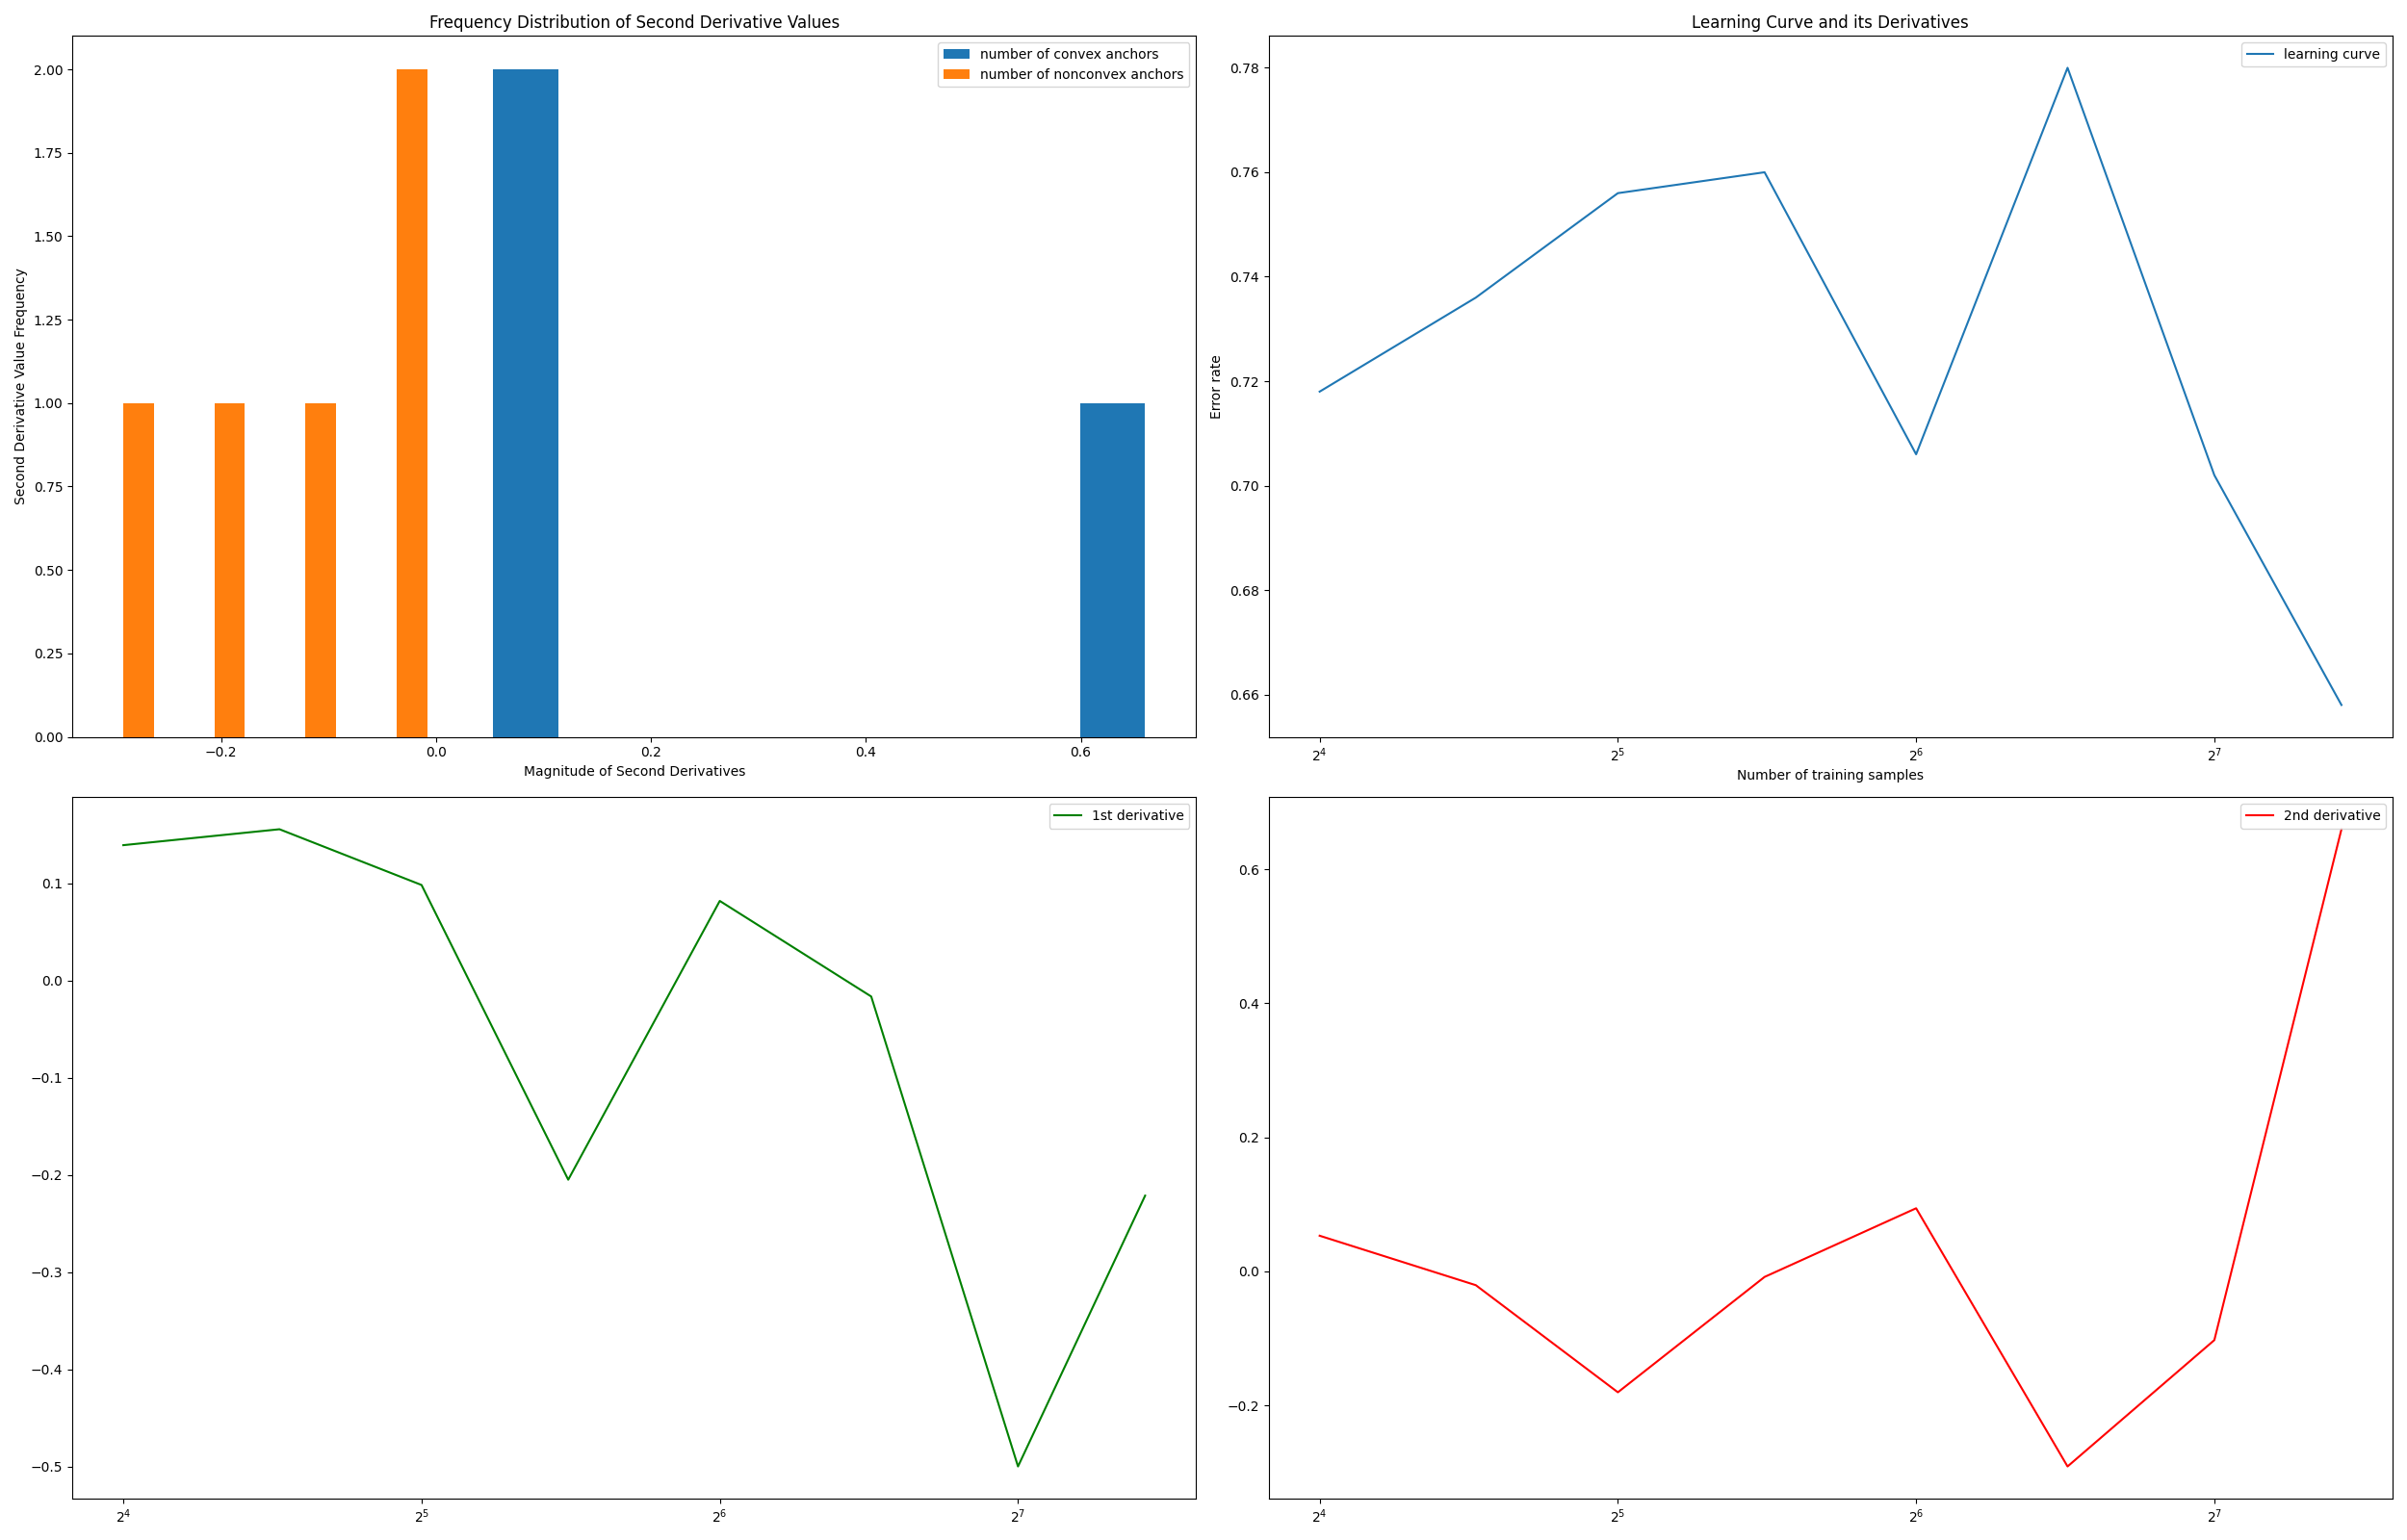 Frequency Distribution of Second Derivative Values
number of convex anchors
number of nonconvex anchors
2.00
1.75
1.50
1.25
1.00
0.75
0.50
0.25
0.00
Second Derivative Value Frequency
−0.2 0.0 0.2 0.4 0.6
Magnitude of Second Derivatives
Learning Curve and its Derivatives
learning curve
0.78
0.76
0.74
0.72
0.70
0.68
0.66
Error rate
2⁴ 2⁵ 2⁶ 2⁷
Number of training samples
1st derivative
0.1
0.0
−0.1
−0.2
−0.3
−0.4
−0.5
2⁴ 2⁵ 2⁶ 2⁷
2nd derivative
0.6
0.4
0.2
0.0
−0.2
2⁴ 2⁵ 2⁶ 2⁷